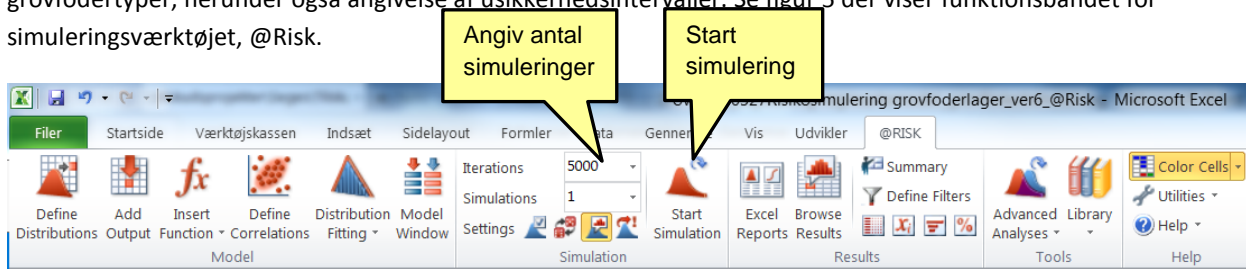 grovfodertyper, herunder også angivelse af usikkerhedsintervaller. Se figur 5 der viser funktionsbåndet for
simuleringsværktøjet, @Risk.
Angiv antal
simuleringer
Start
simulering
simulering grovfoderlager_ver6_@Risk - Microsoft Excel
Filer Startside Værktøjskassen Indsæt Sidelayout Formler Data Vis Udvikler @RISK
Define
Distributions
Add
Output
Insert
Function
Define
Correlations
Distribution
Fitting
Model
Window
Model
Iterations 5000
Simulations 1
Settings
Start
Simulation
Simulation
Excel
Reports
Browse
Results
Summary
Define Filters
Results
Advanced
Analyses
Library
Tools
Color Cells
Utilities
Help
Help